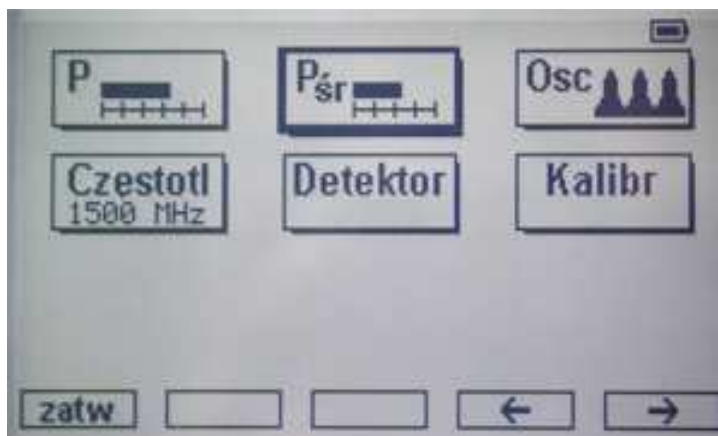 P
Pśr
Osc
Czestotl
1500 MHz
Detektor
Kalibr
zatw
← →